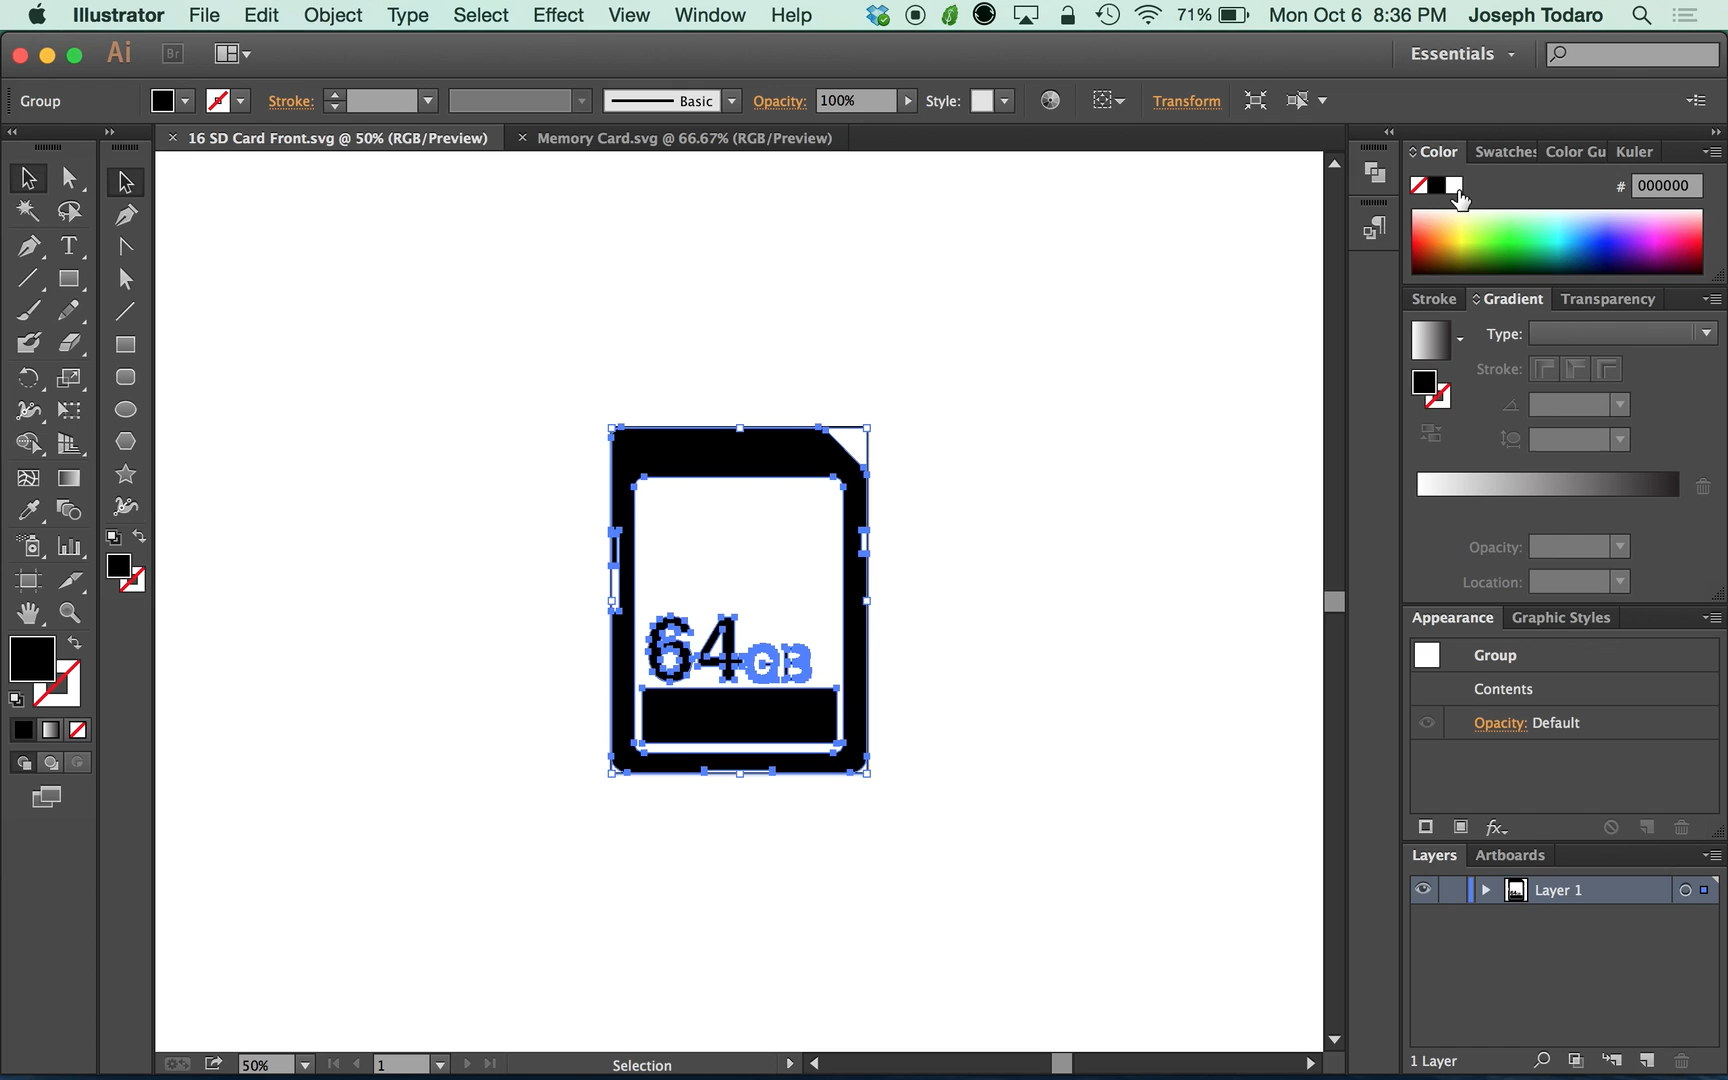 Illustrator File Edit Object Type Select Effect View Window Help 71% Mon Oct 6 8:36 PM Joseph Todaro
Ai Br Essentials
Group Stroke: Basic Opacity: 100% Style: Transform
16 SD Card Front.svg @ 50% (RGB/Preview) Memory Card.svg @ 66.67% (RGB/Preview)
Color Swatches Color Gu Kuler
# 000000
Stroke Gradient Transparency
Type:
Stroke:
Opacity:
Location:
64GB
Appearance Graphic Styles
Group
Contents
Opacity: Default
fx
Layers Artboards
Layer 1
50% 1 Selection 1 Layer